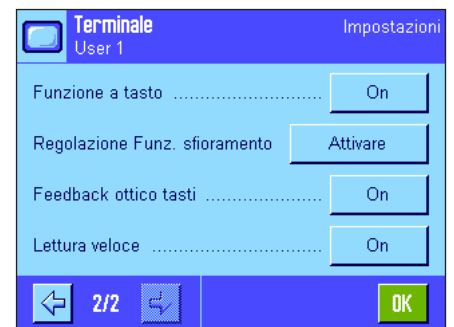 Terminale Impostazioni
User 1
Funzione a tasto ........................... On
Regolazione Funz. sfioramento Attivare
Feedback ottico tasti ...................... On
Lettura veloce ............................... On
2/2 OK